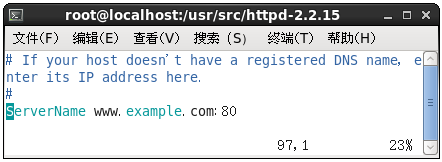 root@localhost:/usr/src/httpd-2.2.15
文件(F) 编辑(E) 查看(V) 搜索 (S) 终端(T) 帮助(H)
# If your host doesn't have a registered DNS name, e
nter its IP address here.
#
ServerName www.example.com:80
97,1 23%